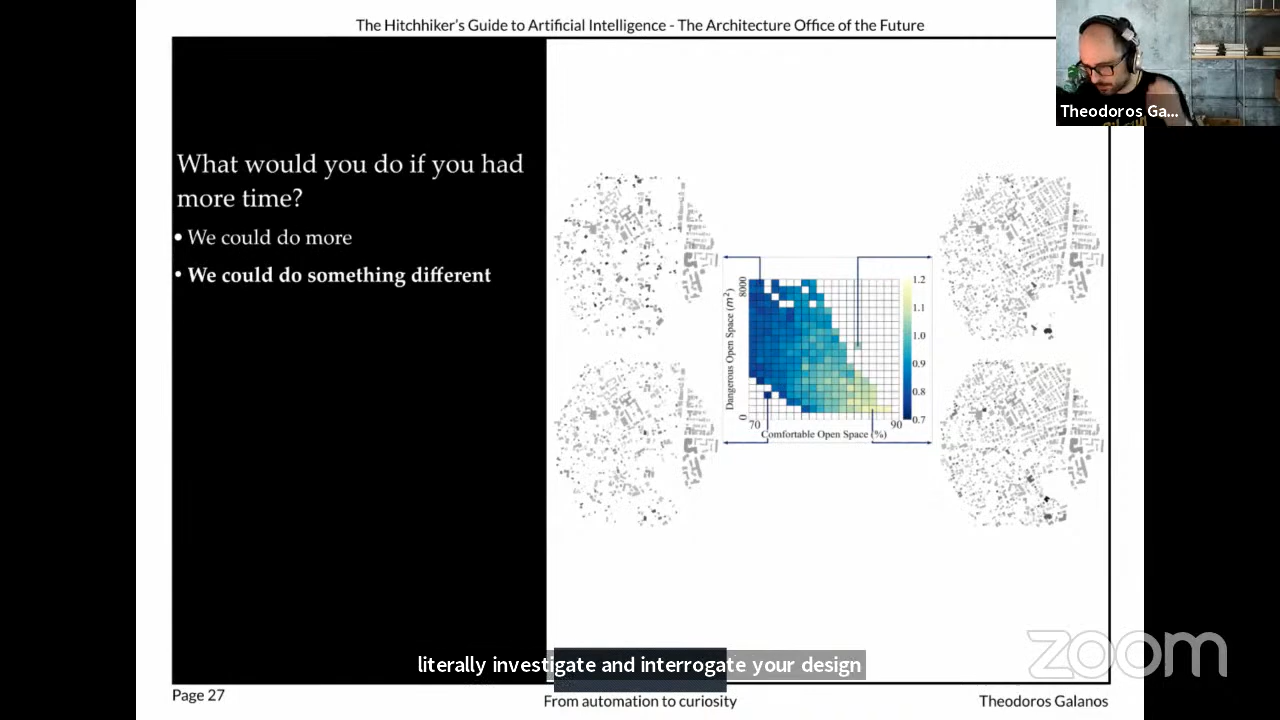 The Hitchhiker's Guide to Artificial Intelligence - The Architecture Office of the Future
Theodoros Ga...
What would you do if you had
more time?
• We could do more
• We could do something different
8000
Dangerous Open Space (m²)
0
70
90
Comfortable Open Space (%)
1.2
1.1
1.0
0.9
0.8
0.7
literally investigate and interrogate your design
zoom
Page 27
From automation to curiosity
Theodoros Galanos